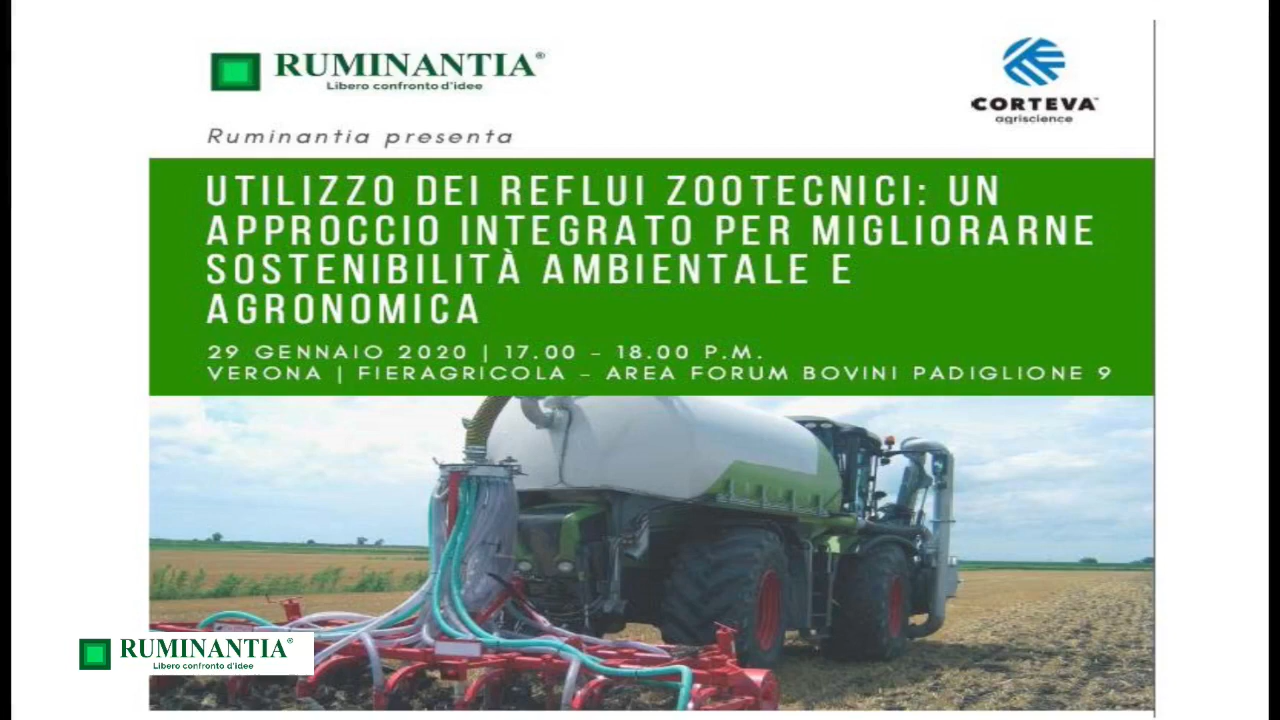 RUMINANTIA®
Libero confronto d'idee
CORTEVA™
agriscience
Ruminantia presenta
UTILIZZO DEI REFLUI ZOOTECNICI: UN
APPROCCIO INTEGRATO PER MIGLIORARNE
SOSTENIBILITÀ AMBIENTALE E
AGRONOMICA
29 GENNAIO 2020 | 17.00 – 18.00 P.M.
VERONA | FIERAGRICOLA – AREA FORUM BOVINI PADIGLIONE 9
RUMINANTIA®
Libero confronto d'idee